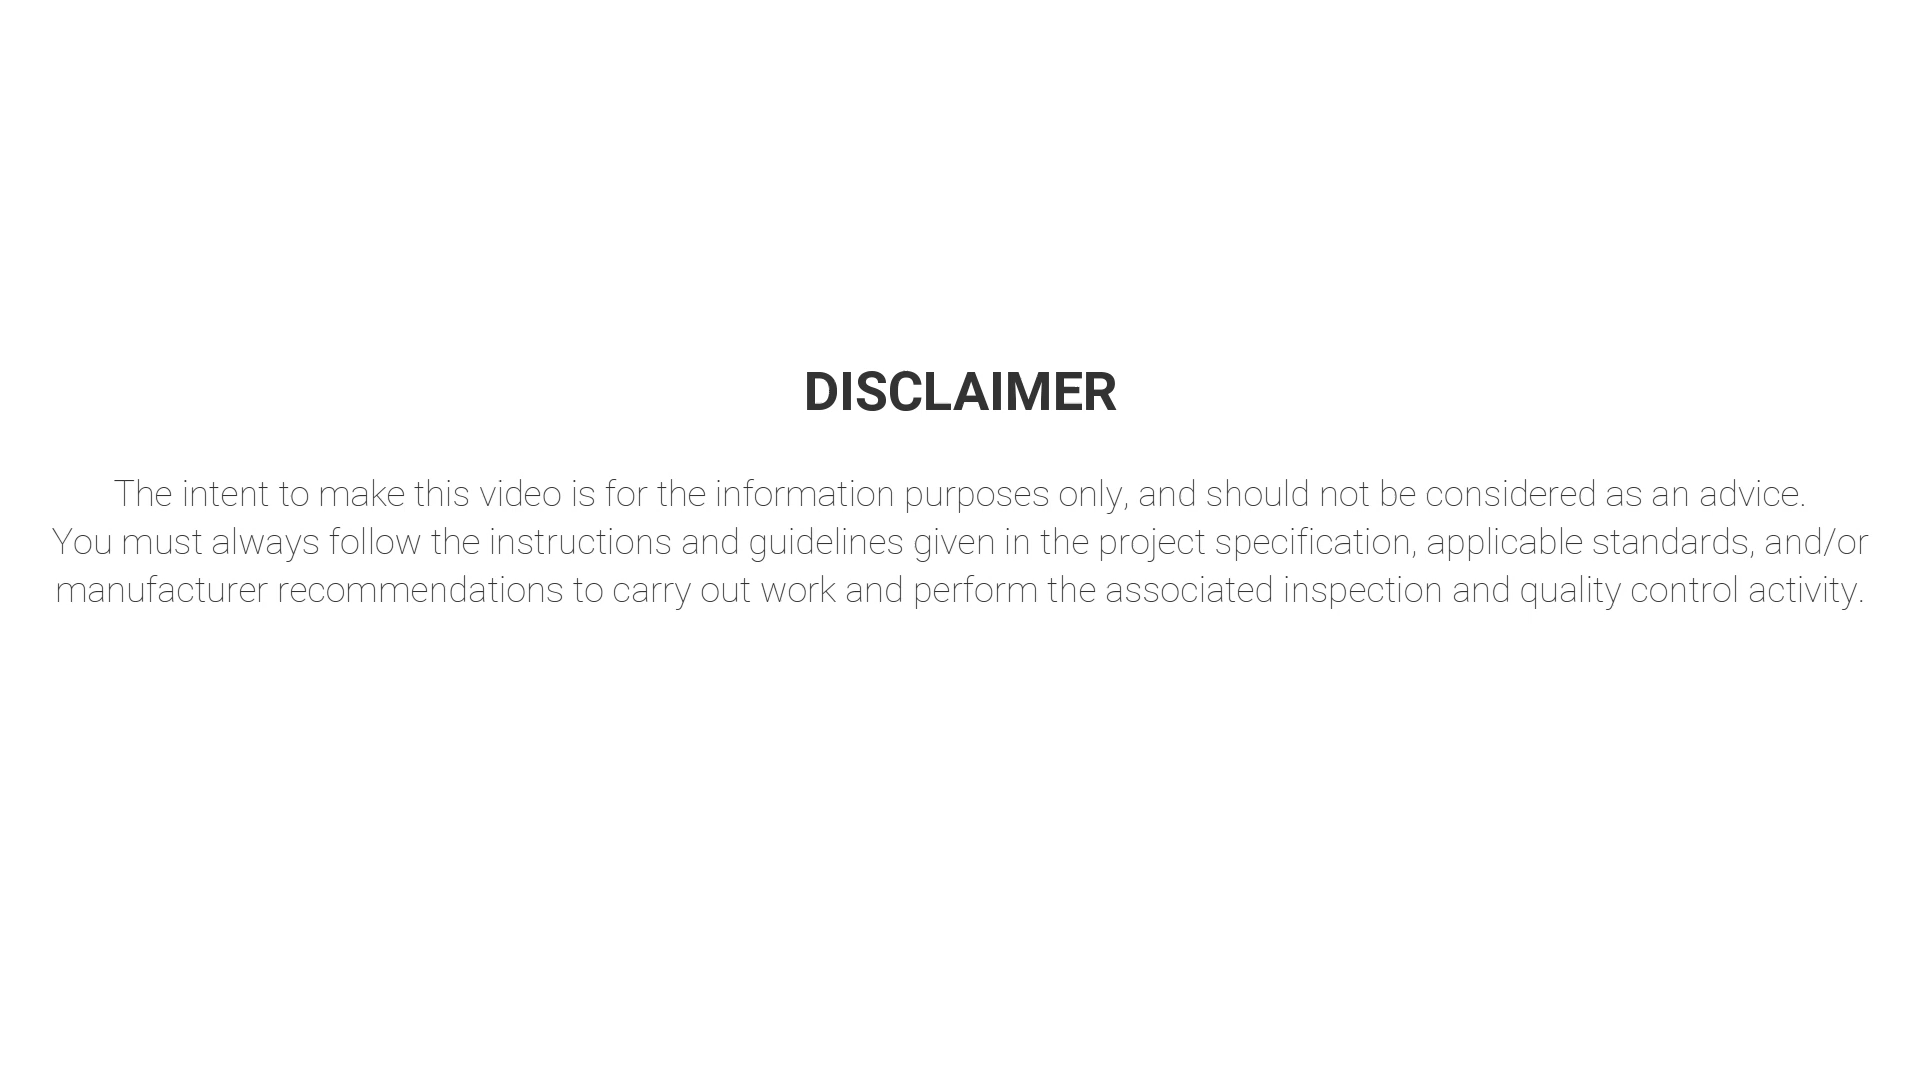 DISCLAIMER
The intent to make this video is for the information purposes only, and should not be considered as an advice.
You must always follow the instructions and guidelines given in the project specification, applicable standards, and/or
manufacturer recommendations to carry out work and perform the associated inspection and quality control activity.